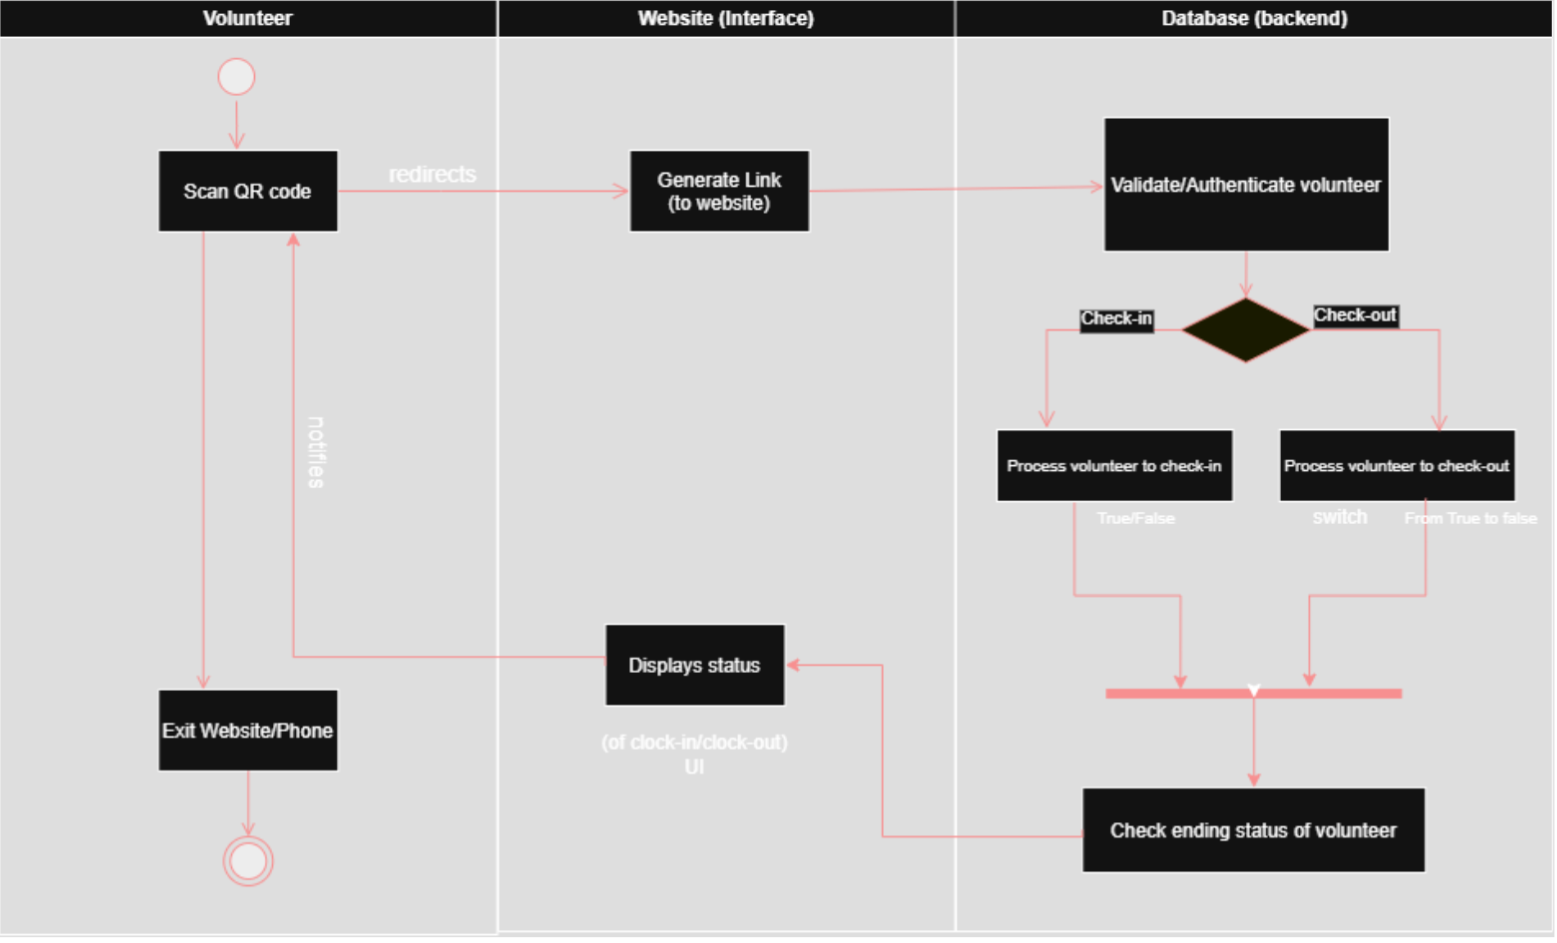 Volunteer
Website (Interface)
Database (backend)
Scan QR code
redirects
Generate Link
(to website)
Validate/Authenticate volunteer
Check-in
Check-out
notifies
Process volunteer to check-in
Process volunteer to check-out
True/False
switch
From True to false
Displays status
(of clock-in/clock-out)
UI
Exit Website/Phone
Check ending status of volunteer